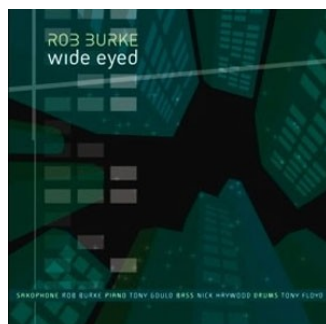 ROB BURKE
wide eyed
SAXOPHONE ROB BURKE PIANO TONY GOULD BASS NICK HAYWOOD DRUMS TONY FLOYD